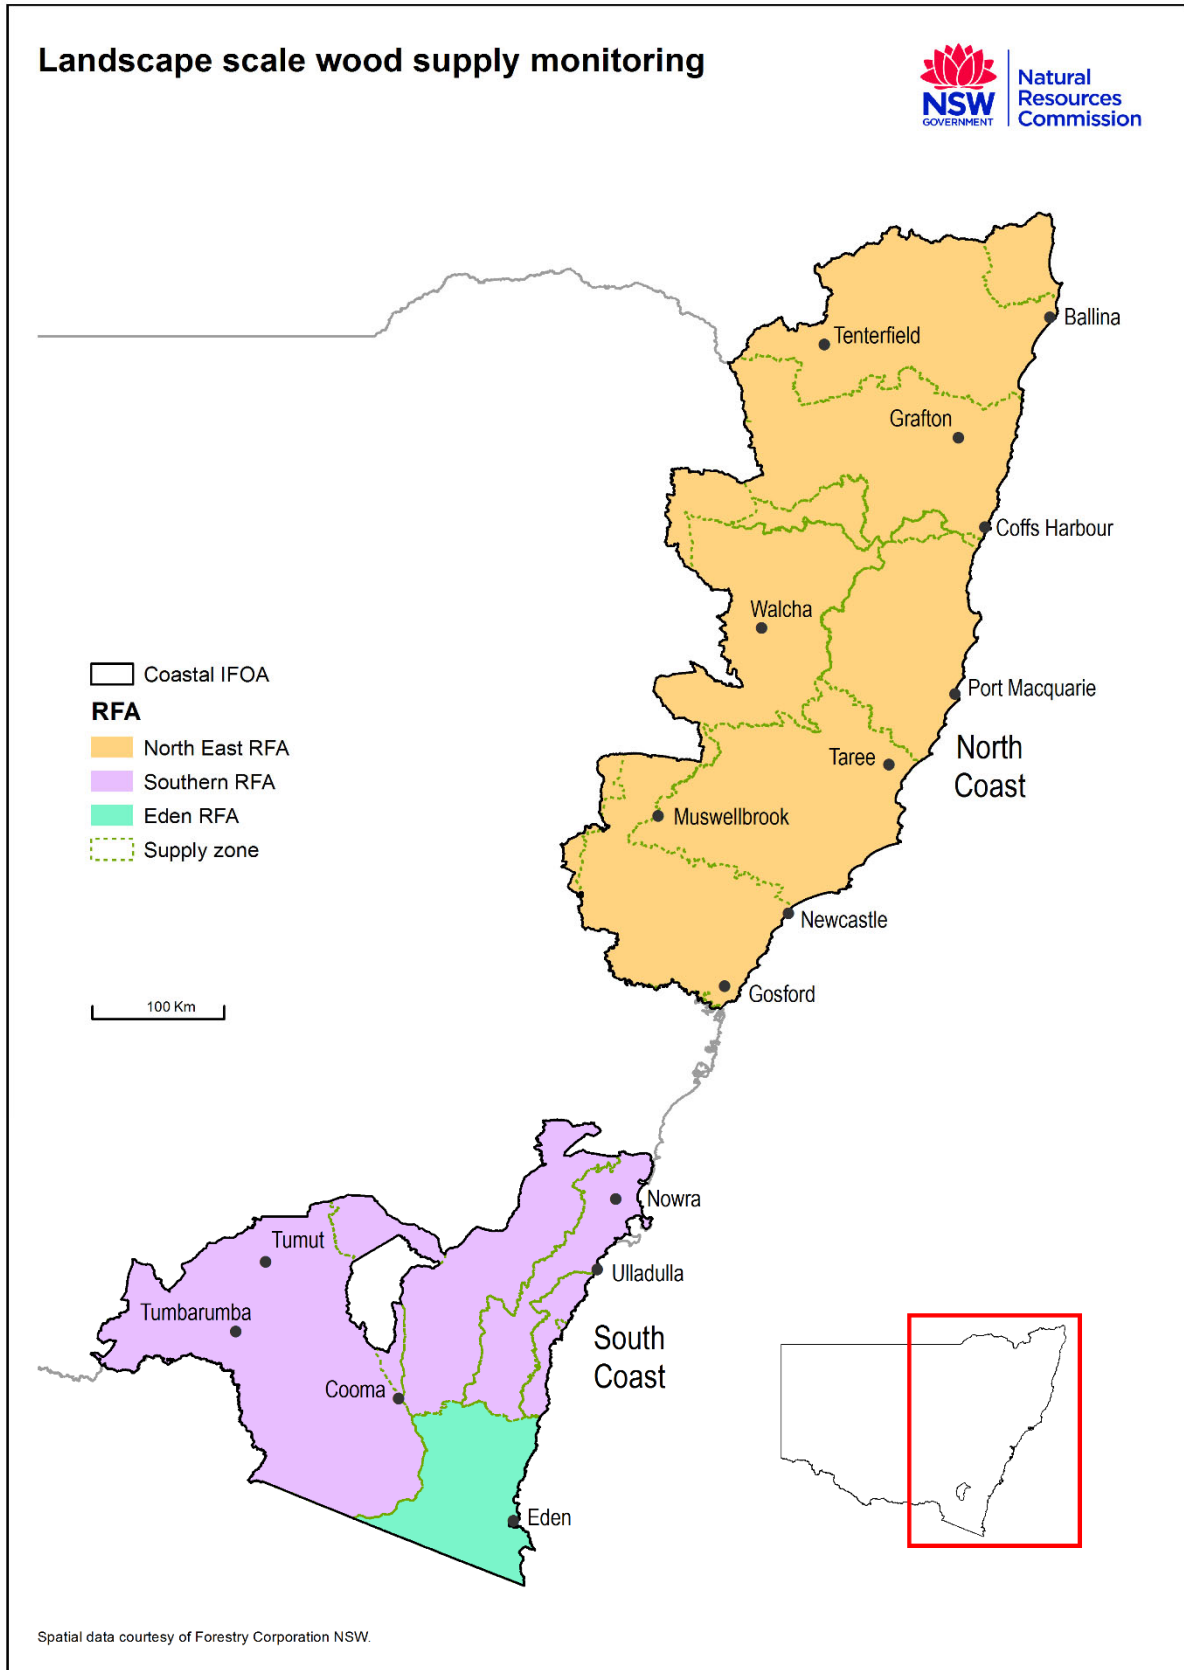 Landscape scale wood supply monitoring
NSW
GOVERNMENT
Natural
Resources
Commission
Ballina
Tenterfield
Grafton
Coffs Harbour
Walcha
Port Macquarie
North
Coast
Taree
Muswellbrook
Newcastle
Gosford
Coastal IFOA
RFA
North East RFA
Southern RFA
Eden RFA
Supply zone
100 Km
Nowra
Tumut
Ulladulla
Tumbarumba
South
Coast
Cooma
Eden
Spatial data courtesy of Forestry Corporation NSW.